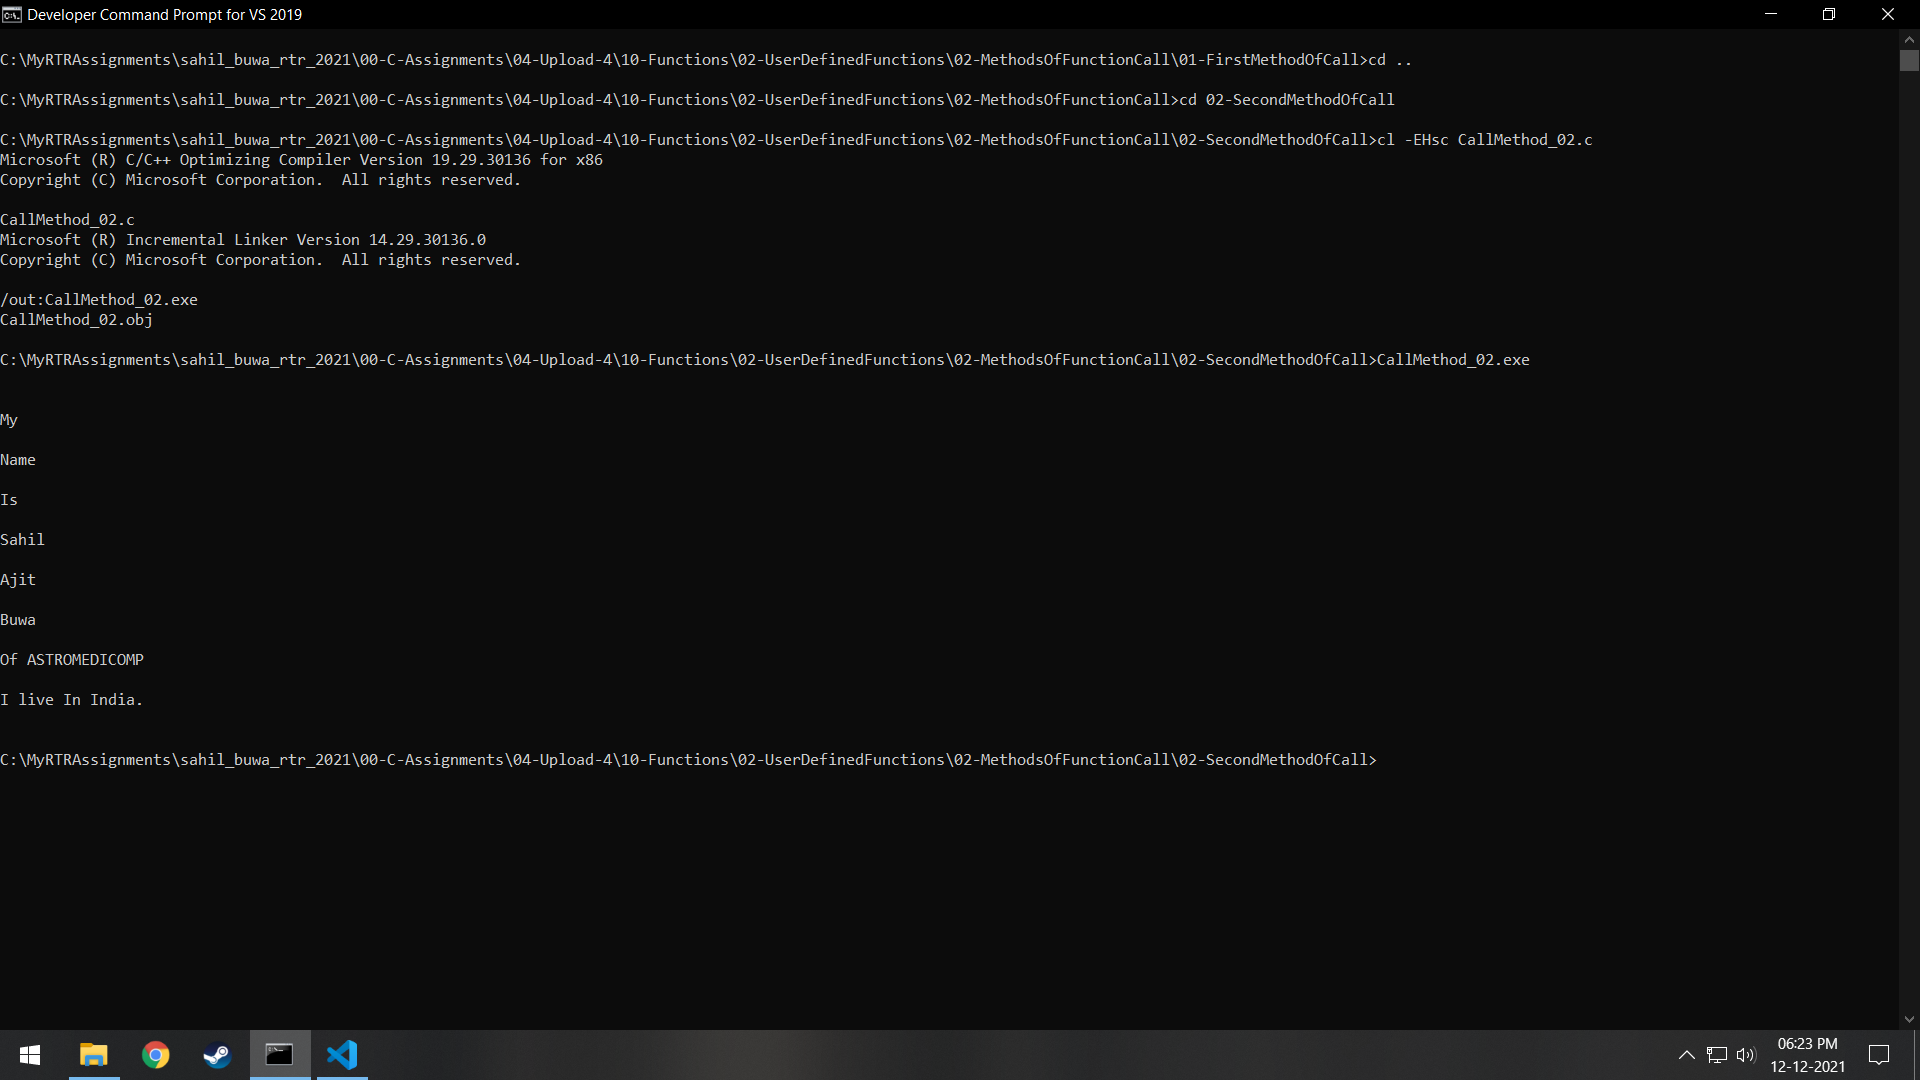 Developer Command Prompt for VS 2019
C:\MyRTRAssignments\sahil_buwa_rtr_2021\00-C-Assignments\04-Upload-4\10-Functions\02-UserDefinedFunctions\02-MethodsOfFunctionCall\01-FirstMethodOfCall>cd ..
C:\MyRTRAssignments\sahil_buwa_rtr_2021\00-C-Assignments\04-Upload-4\10-Functions\02-UserDefinedFunctions\02-MethodsOfFunctionCall>cd 02-SecondMethodOfCall
C:\MyRTRAssignments\sahil_buwa_rtr_2021\00-C-Assignments\04-Upload-4\10-Functions\02-UserDefinedFunctions\02-MethodsOfFunctionCall\02-SecondMethodOfCall>cl -EHsc CallMethod_02.c
Microsoft (R) C/C++ Optimizing Compiler Version 19.29.30136 for x86
Copyright (C) Microsoft Corporation.  All rights reserved.
CallMethod_02.c
Microsoft (R) Incremental Linker Version 14.29.30136.0
Copyright (C) Microsoft Corporation.  All rights reserved.
/out:CallMethod_02.exe
CallMethod_02.obj
C:\MyRTRAssignments\sahil_buwa_rtr_2021\00-C-Assignments\04-Upload-4\10-Functions\02-UserDefinedFunctions\02-MethodsOfFunctionCall\02-SecondMethodOfCall>CallMethod_02.exe
My
Name
Is
Sahil
Ajit
Buwa
Of ASTROMEDICOMP
I live In India.
C:\MyRTRAssignments\sahil_buwa_rtr_2021\00-C-Assignments\04-Upload-4\10-Functions\02-UserDefinedFunctions\02-MethodsOfFunctionCall\02-SecondMethodOfCall>
06:23 PM
12-12-2021